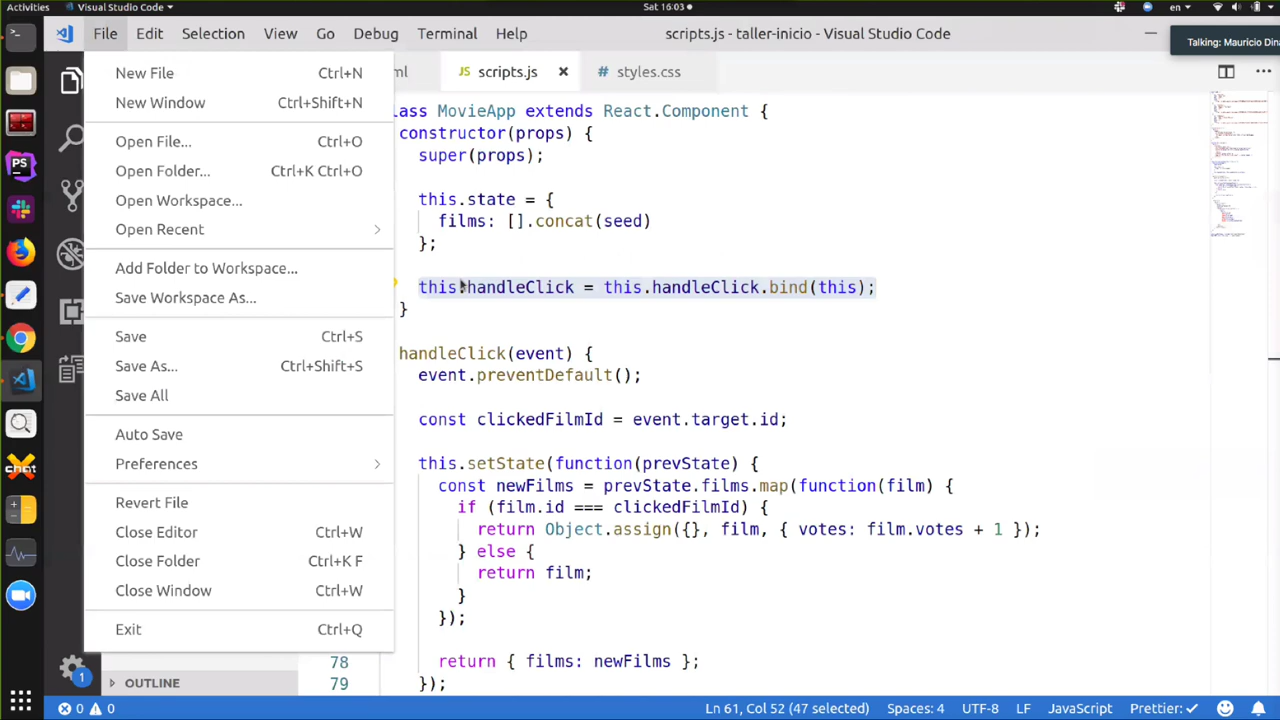 Activities
Visual Studio Code
Sat 16:03
en
File Edit Selection View Go Debug Terminal Help
scripts.js - taller-inicio - Visual Studio Code
Talking: Mauricio Dina
ml
JS scripts.js
# styles.css
New File Ctrl+N
New Window Ctrl+Shift+N
Open File... Ctrl+O
Open Folder... Ctrl+K Ctrl+O
Open Workspace...
Open Recent
Add Folder to Workspace...
Save Workspace As...
Save Ctrl+S
Save As... Ctrl+Shift+S
Save All
Auto Save
Preferences
Revert File
Close Editor Ctrl+W
Close Folder Ctrl+K F
Close Window Ctrl+W
Exit Ctrl+Q
lass MovieApp extends React.Component {
constructor(props) {
super(props);
this.state
films: [].concat(seed)
};
this.handleClick = this.handleClick.bind(this);
}
handleClick(event) {
event.preventDefault();
const clickedFilmId = event.target.id;
this.setState(function(prevState) {
const newFilms = prevState.films.map(function(film) {
if (film.id === clickedFilmId) {
return Object.assign({}, film, { votes: film.votes + 1 });
} else {
return film;
}
});
78 return { films: newFilms };
79 });
OUTLINE
PS
chat
1
0 0
Ln 61, Col 52 (47 selected) Spaces: 4 UTF-8 LF JavaScript Prettier: ✓